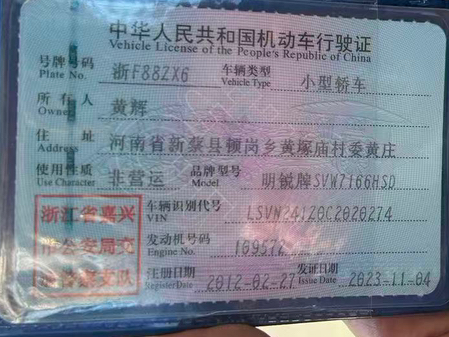 中华人民共和国机动车行驶证
Vehicle License of the People's Republic of China
号牌号码 浙F88ZX6 车辆类型 小型轿车
Plate No. Vehicle Type
所有人 黄辉
Owner
住址 河南省新蔡县顿岗乡黄塚庙村委黄庄
Address
使用性质 非营运 品牌型号 明锐牌SVW7166HSD
Use Character Model
浙江省嘉兴 车辆识别代号 LSVN241Z0C2020274
VIN
市公安局交 发动机号码 109572
Engine No.
通警察支队 注册日期 2012-02-27 发证日期 2023-11-04
Register Date Issue Date